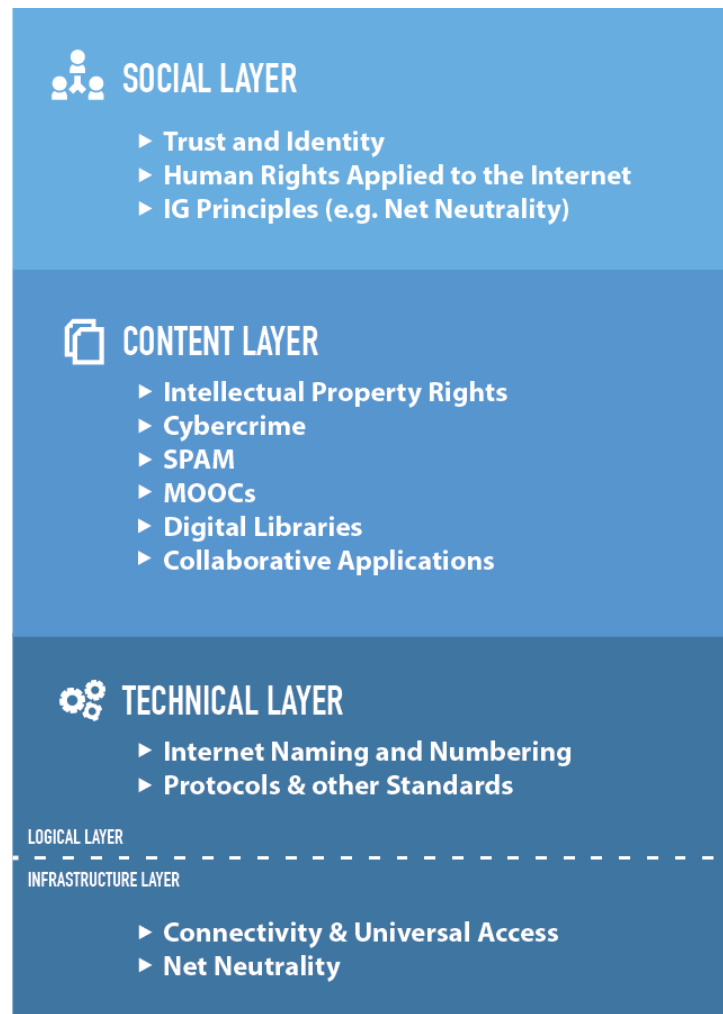 SOCIAL LAYER
Trust and Identity
Human Rights Applied to the Internet
IG Principles (e.g. Net Neutrality)
CONTENT LAYER
Intellectual Property Rights
Cybercrime
SPAM
MOOCs
Digital Libraries
Collaborative Applications
TECHNICAL LAYER
Internet Naming and Numbering
Protocols & other Standards
LOGICAL LAYER
INFRASTRUCTURE LAYER
Connectivity & Universal Access
Net Neutrality